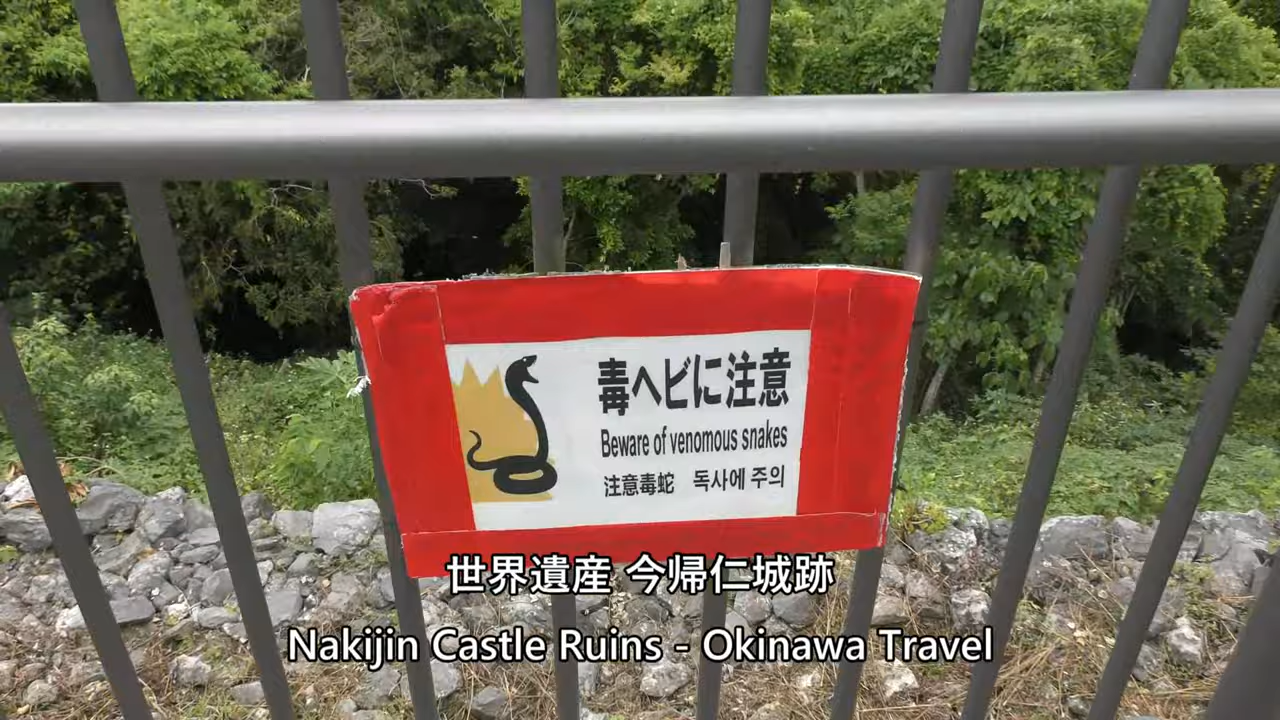 毒ヘビに注意
Beware of venomous snakes
注意毒蛇 독사에 주의
世界遺産 今帰仁城跡
Nakijin Castle Ruins - Okinawa Travel